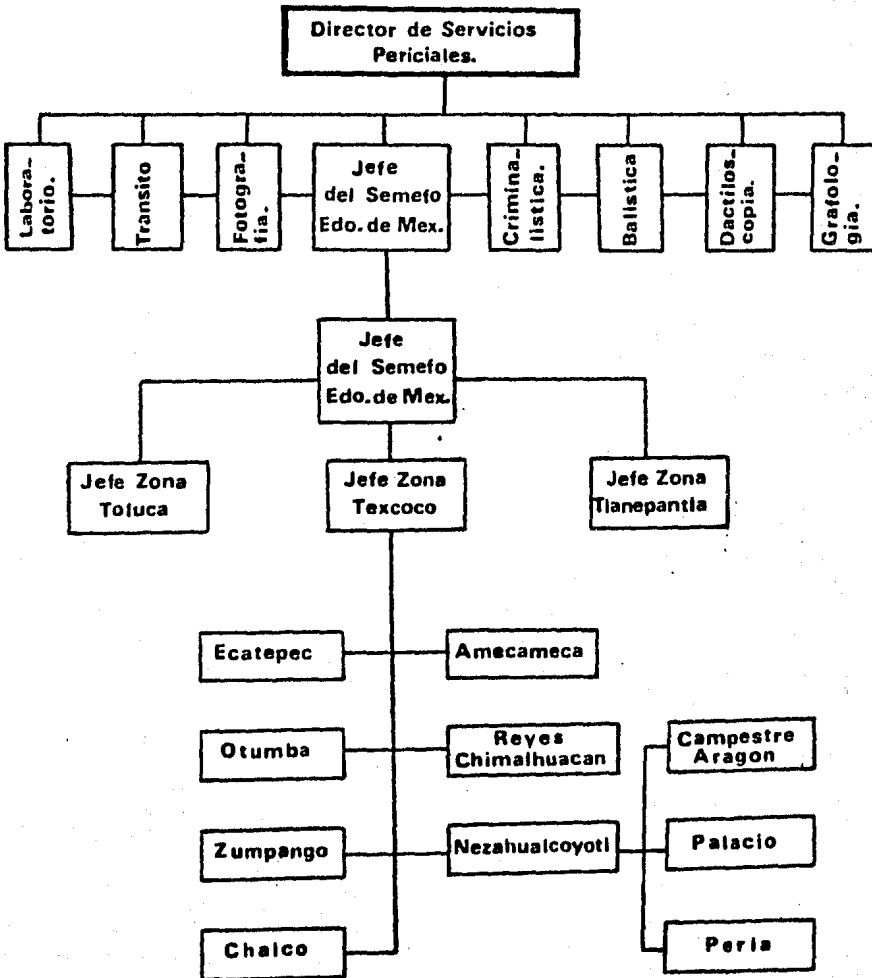 Director de Servicios
Periciales.
Labora_
torio.
Transito
Fotogra_
fia.
Jefe
del Semefo
Edo. de Mex.
Crimina_
listica.
Balistica
Dactilos_
copia.
Grafolo_
gia.
Jefe
del Semefo
Edo. de Mex.
Jefe Zona
Toluca
Jefe Zona
Texcoco
Jefe Zona
Tlanepantla
Ecatepec
Amecameca
Otumba
Reyes
Chimalhuacan
Campestre
Aragon
Zumpango
Nezahualcoyotl
Palacio
Chalco
Perla